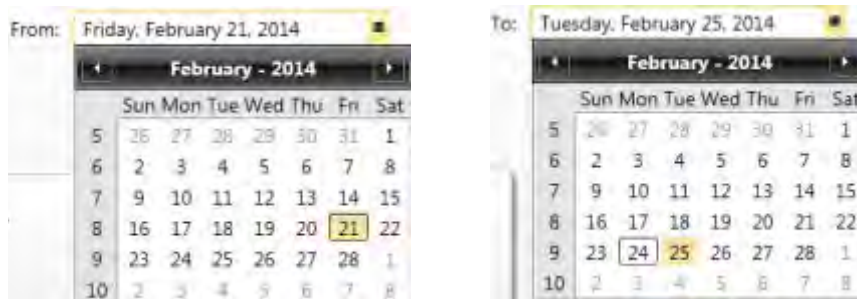 From: Friday, February 21, 2014
February - 2014
Sun Mon Tue Wed Thu Fri Sat
5 26 27 28 29 30 31 1
6 2 3 4 5 6 7 8
7 9 10 11 12 13 14 15
8 16 17 18 19 20 21 22
9 23 24 25 26 27 28 1
10 2 3 4 5 6 7 8
To: Tuesday, February 25, 2014
February - 2014
Sun Mon Tue Wed Thu Fri Sat
5 26 27 28 29 30 31 1
6 2 3 4 5 6 7 8
7 9 10 11 12 13 14 15
8 16 17 18 19 20 21 22
9 23 24 25 26 27 28 1
10 2 3 4 5 6 7 8